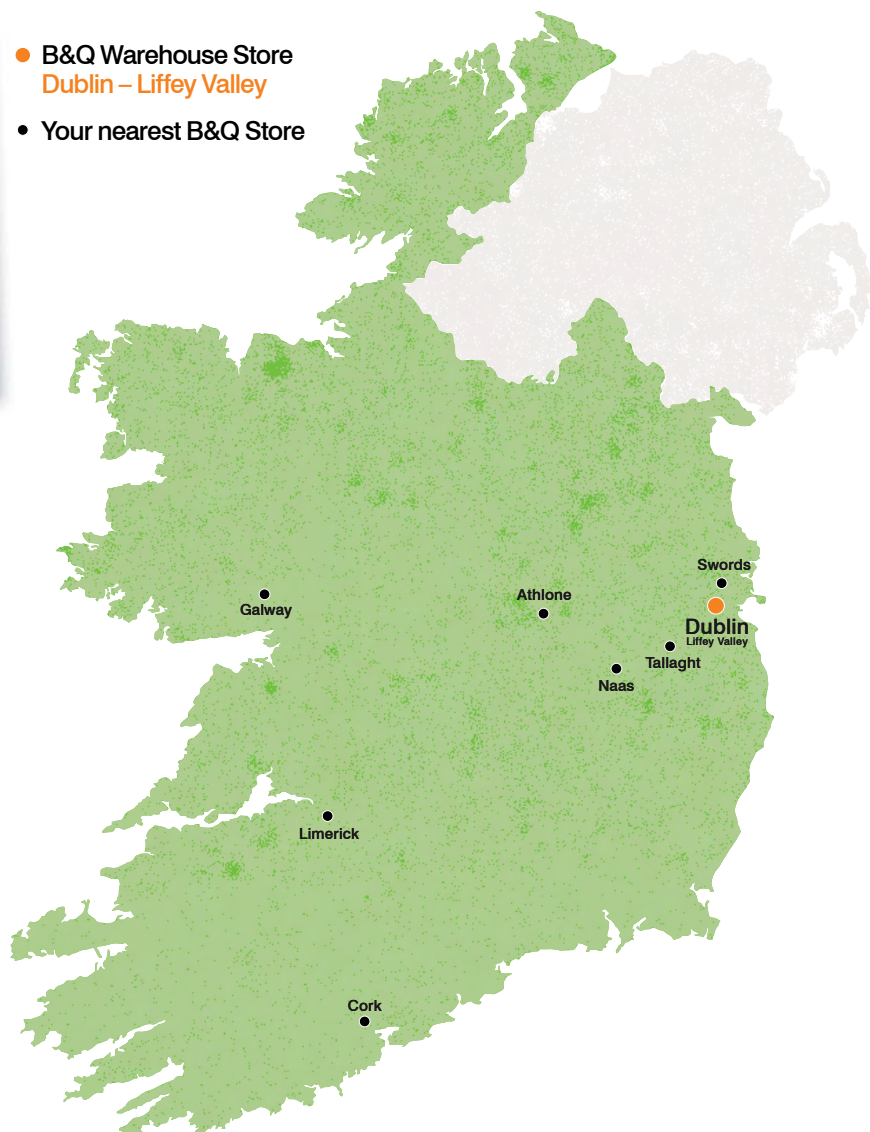 B&Q Warehouse Store
Dublin – Liffey Valley
Your nearest B&Q Store
Swords
Athlone
Galway
Dublin
Liffey Valley
Tallaght
Naas
Limerick
Cork